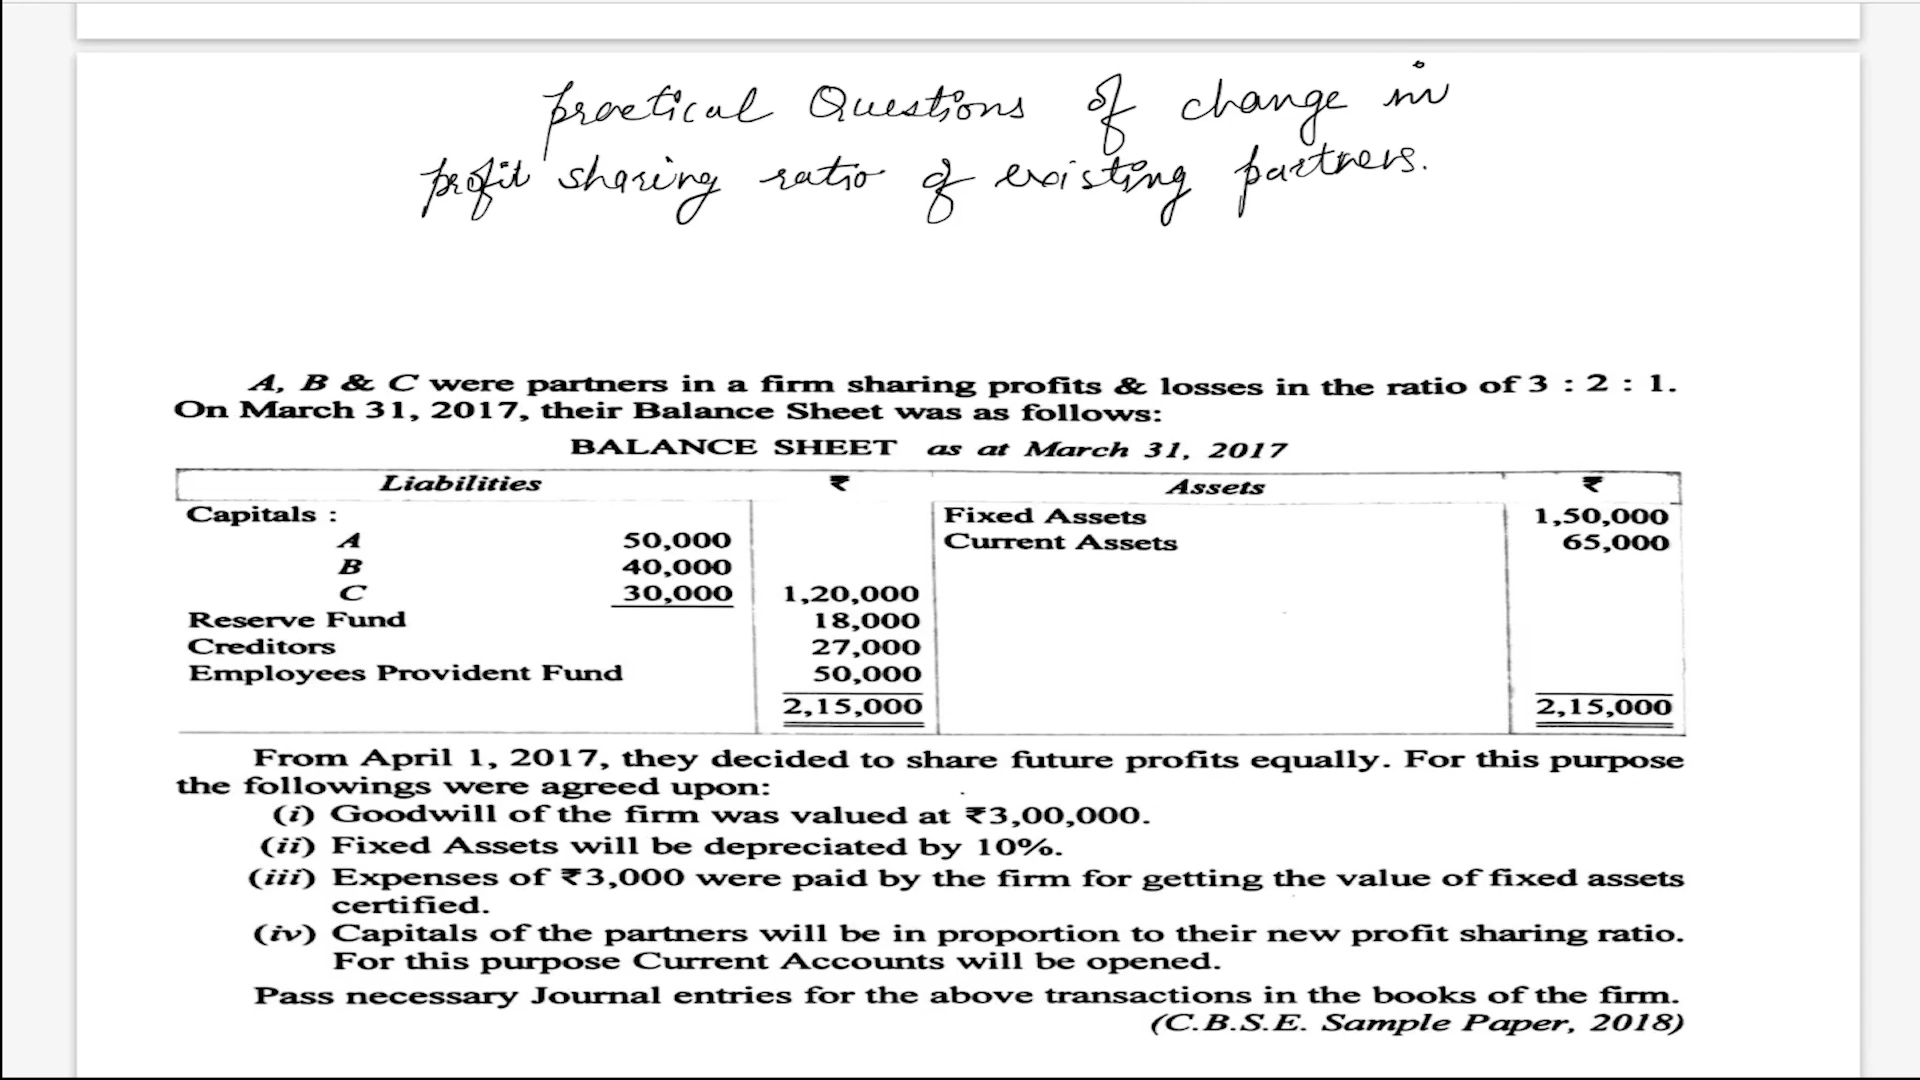 practical Questions of change in
profit sharing ratio of existing partners.
A, B & C were partners in a firm sharing profits & losses in the ratio of 3 : 2 : 1.
On March 31, 2017, their Balance Sheet was as follows:
BALANCE SHEET as at March 31, 2017
Liabilities ₹ Assets ₹
Capitals : Fixed Assets 1,50,000
A 50,000 Current Assets 65,000
B 40,000
C 30,000 1,20,000
Reserve Fund 18,000
Creditors 27,000
Employees Provident Fund 50,000
2,15,000 2,15,000
From April 1, 2017, they decided to share future profits equally. For this purpose
the followings were agreed upon:
(i) Goodwill of the firm was valued at ₹3,00,000.
(ii) Fixed Assets will be depreciated by 10%.
(iii) Expenses of ₹3,000 were paid by the firm for getting the value of fixed assets
certified.
(iv) Capitals of the partners will be in proportion to their new profit sharing ratio.
For this purpose Current Accounts will be opened.
Pass necessary Journal entries for the above transactions in the books of the firm.
(C.B.S.E. Sample Paper, 2018)